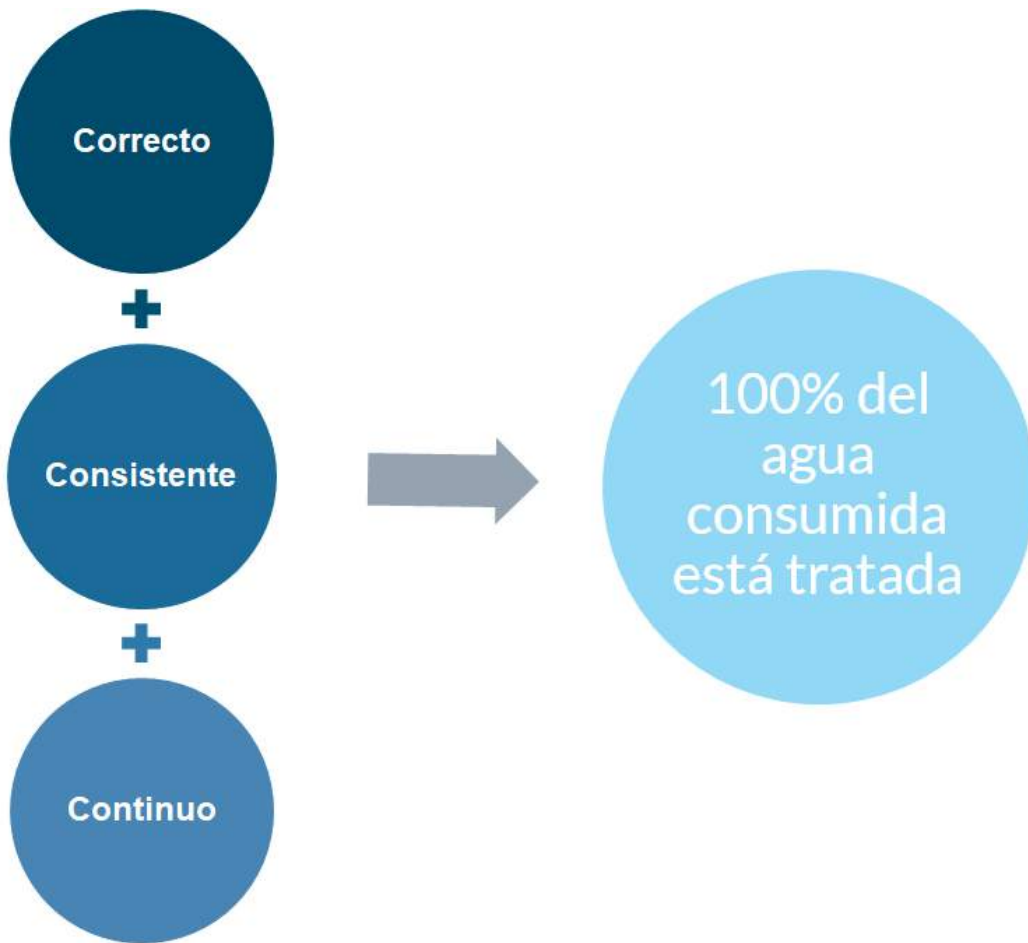 Correcto
Consistente
Continuo
100% del
agua
consumida
está tratada